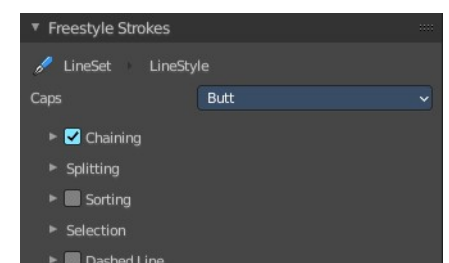 Freestyle Strokes
LineSet LineStyle
Caps Butt
Chaining
Splitting
Sorting
Selection
Dashed Line